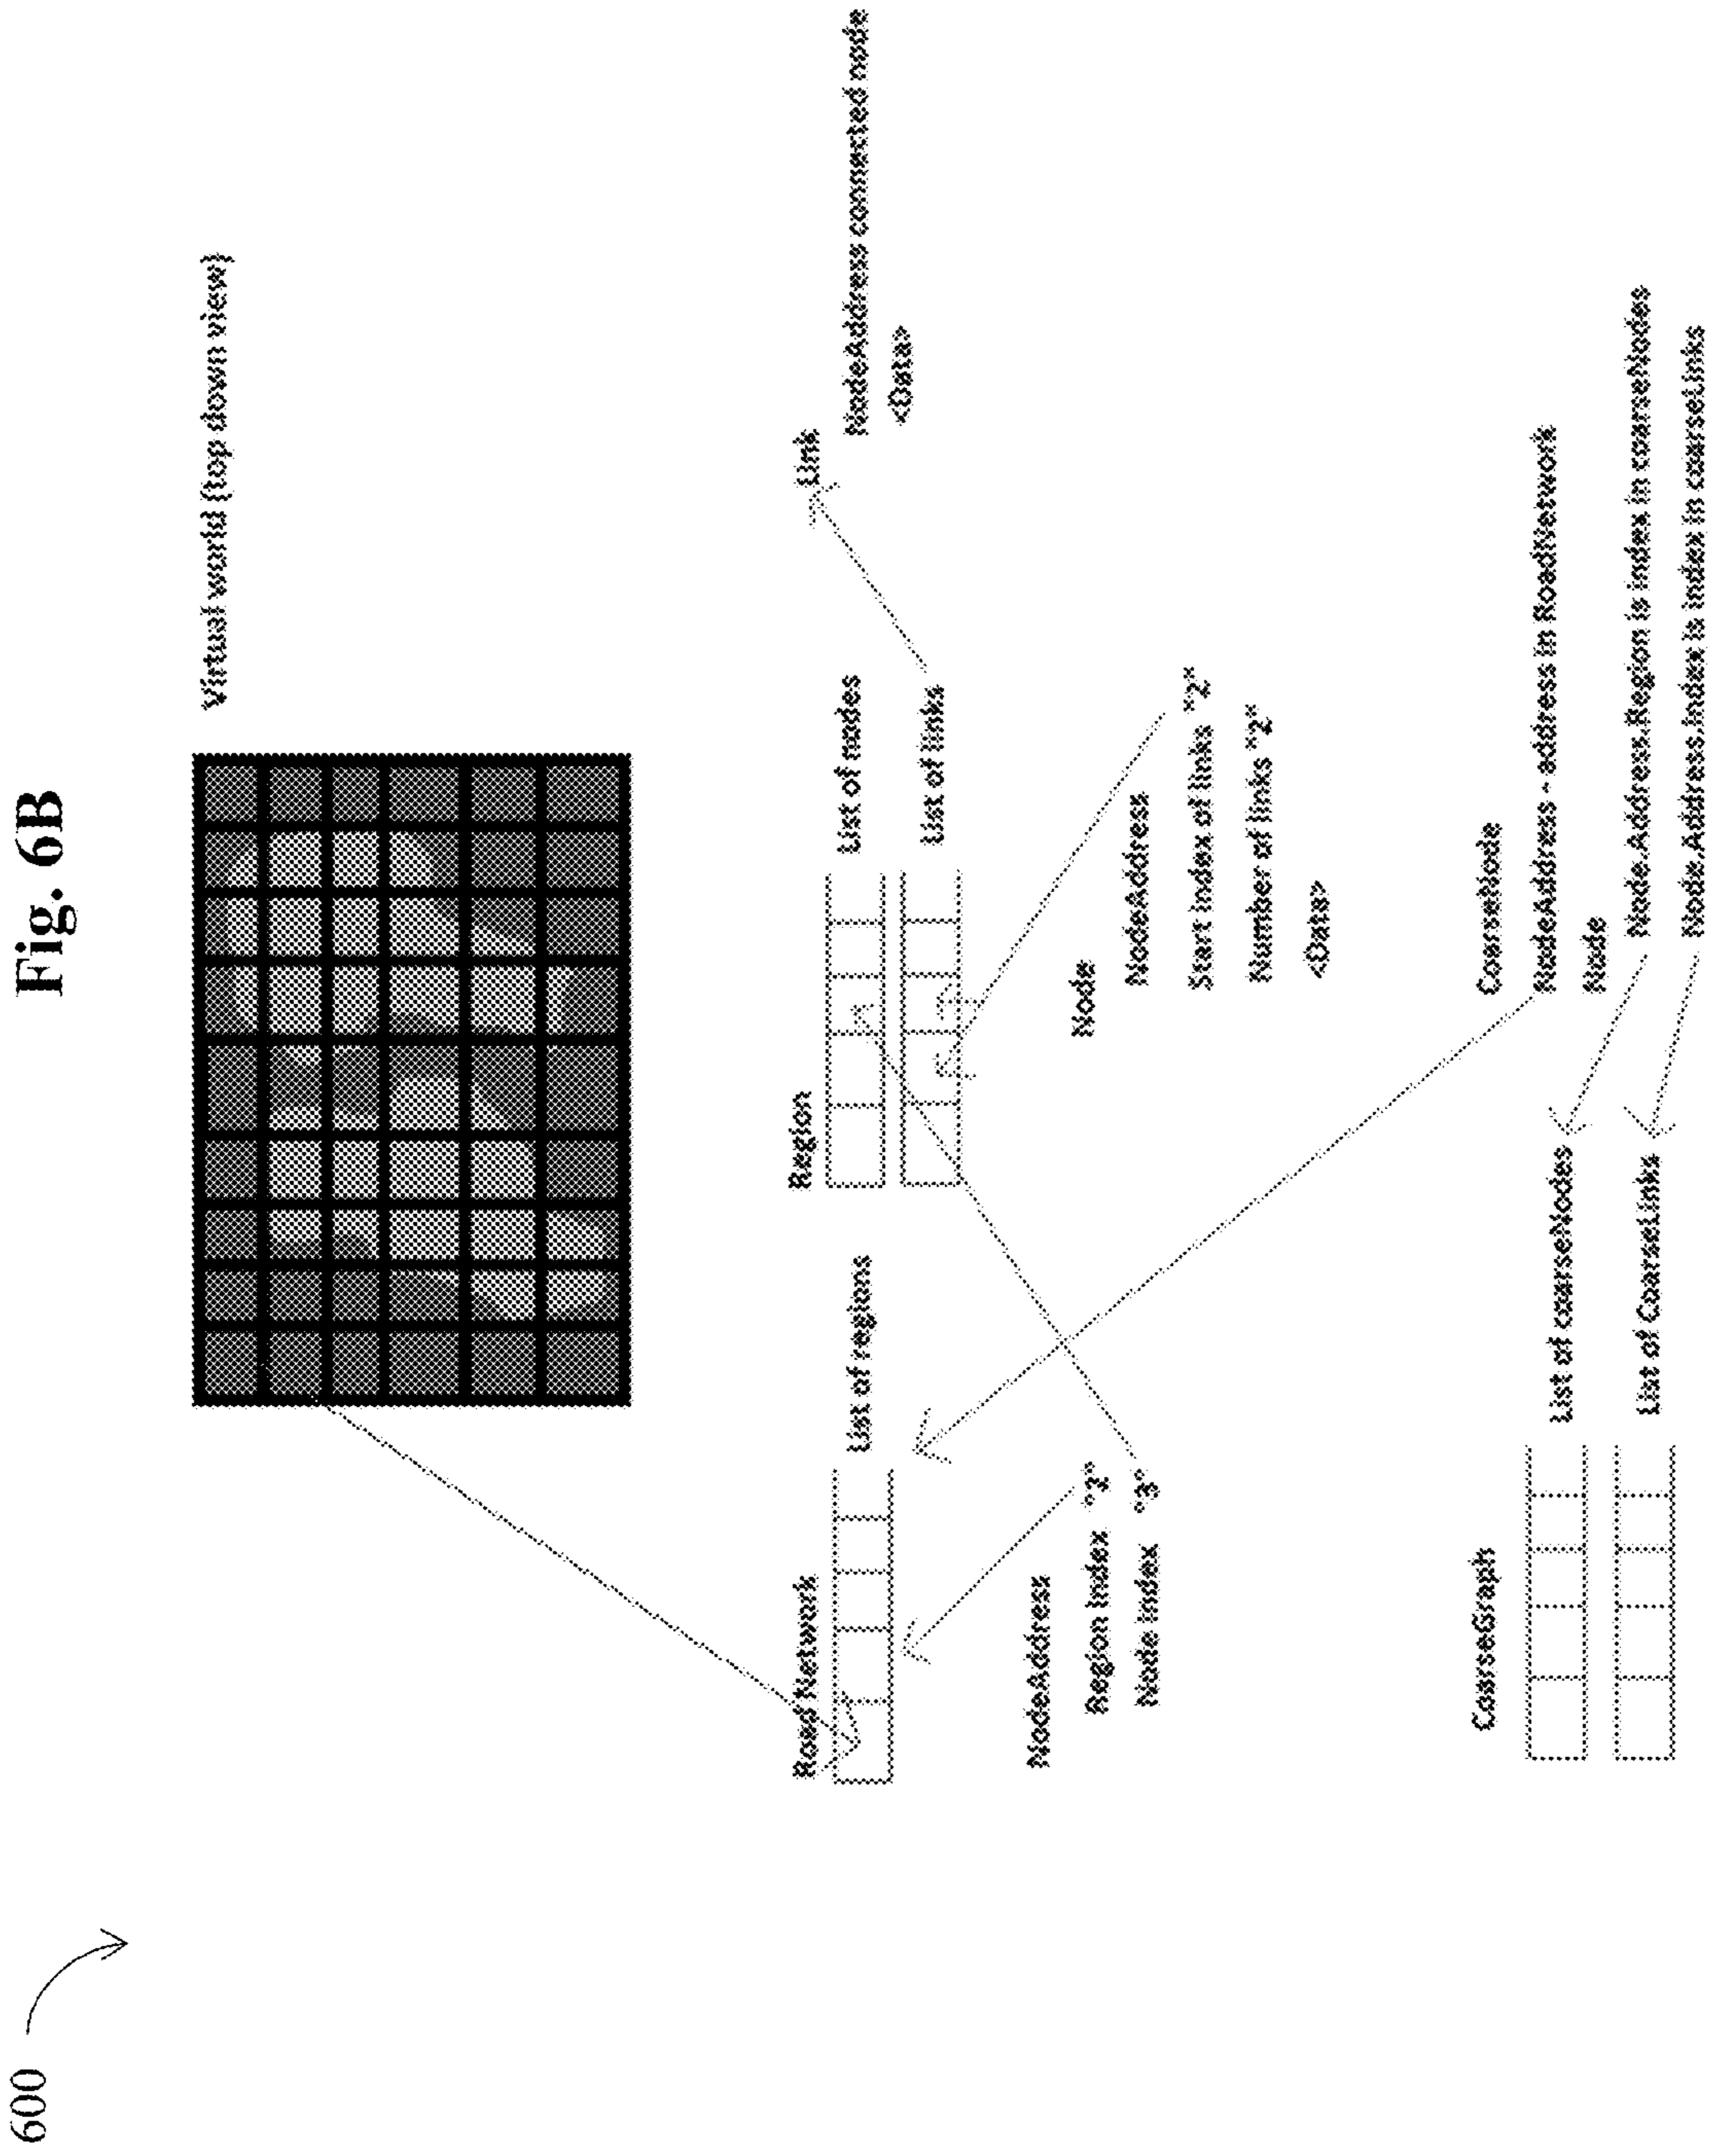 600
Fig. 6B
Virtual world (top down view)
Road Network
List of regions
Region
List of nodes
List of links
Link
NodeAddress connected node
<Data>
NodeAddress
Region Index "3"
Node Index "3"
Node
NodeAddress
Start Index of links "2"
Number of links "2"
<Data>
CoarseGraph
List of coarseNodes
List of CoarseLinks
CoarseNode
NodeAddress - address in RoadNetwork
Node
Node.Address.Region is index in coarseNodes
Node.Address.Index is index in coarseLinks